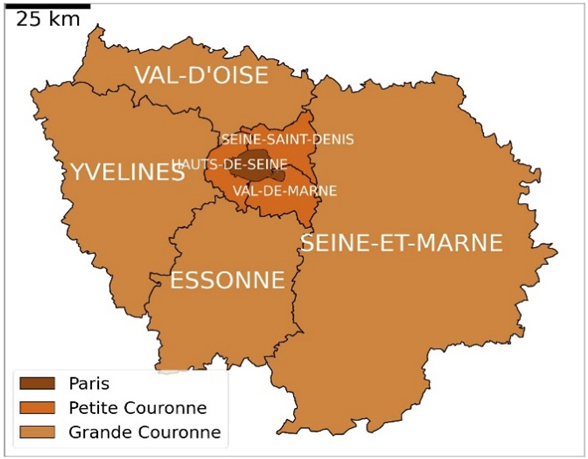 25 km
VAL-D'OISE
SEINE-SAINT-DENIS
YVELINES
HAUTS-DE-SEINE
VAL-DE-MARNE
SEINE-ET-MARNE
ESSONNE
Paris
Petite Couronne
Grande Couronne